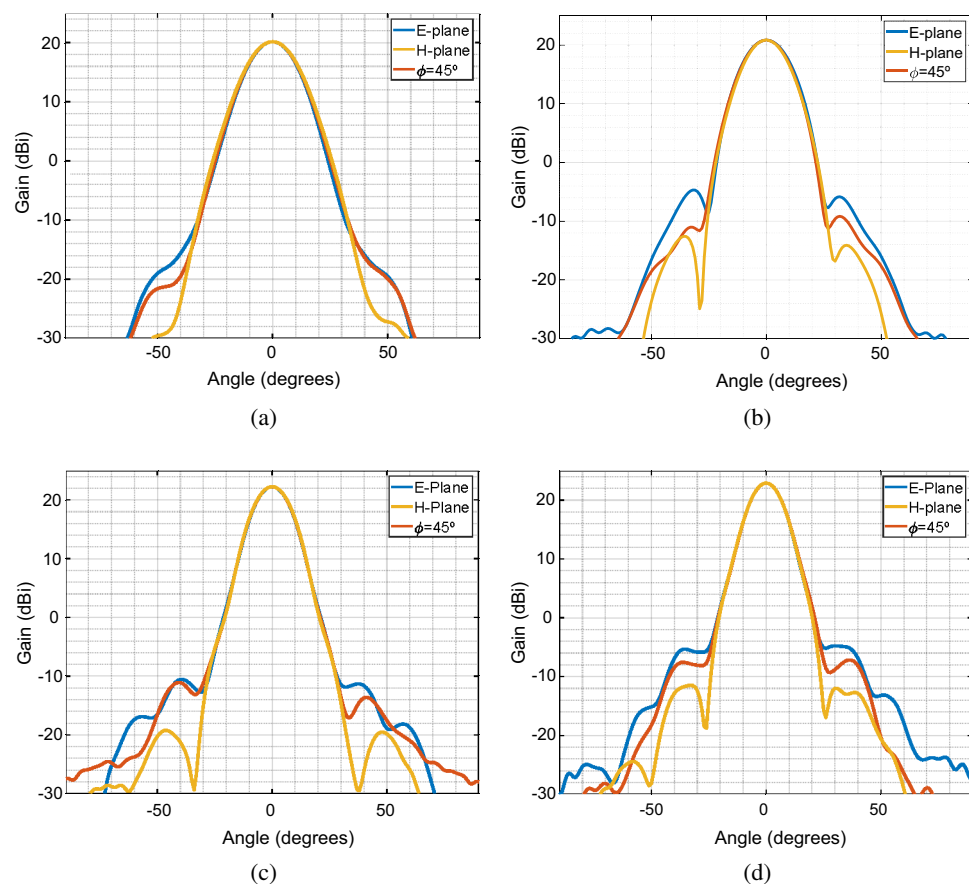 E-plane
H-plane
ϕ=45º
20
10
0
-10
-20
-30
-50
0
50
Gain (dBi)
Angle (degrees)
(a)
E-plane
H-plane
ϕ=45º
20
10
0
-10
-20
-30
-50
0
50
Gain (dBi)
Angle (degrees)
(b)
E-Plane
H-Plane
ϕ=45º
20
10
0
-10
-20
-30
-50
0
50
Gain (dBi)
Angle (degrees)
(c)
E-Plane
H-plane
ϕ=45º
20
10
0
-10
-20
-30
-50
0
50
Gain (dBi)
Angle (degrees)
(d)